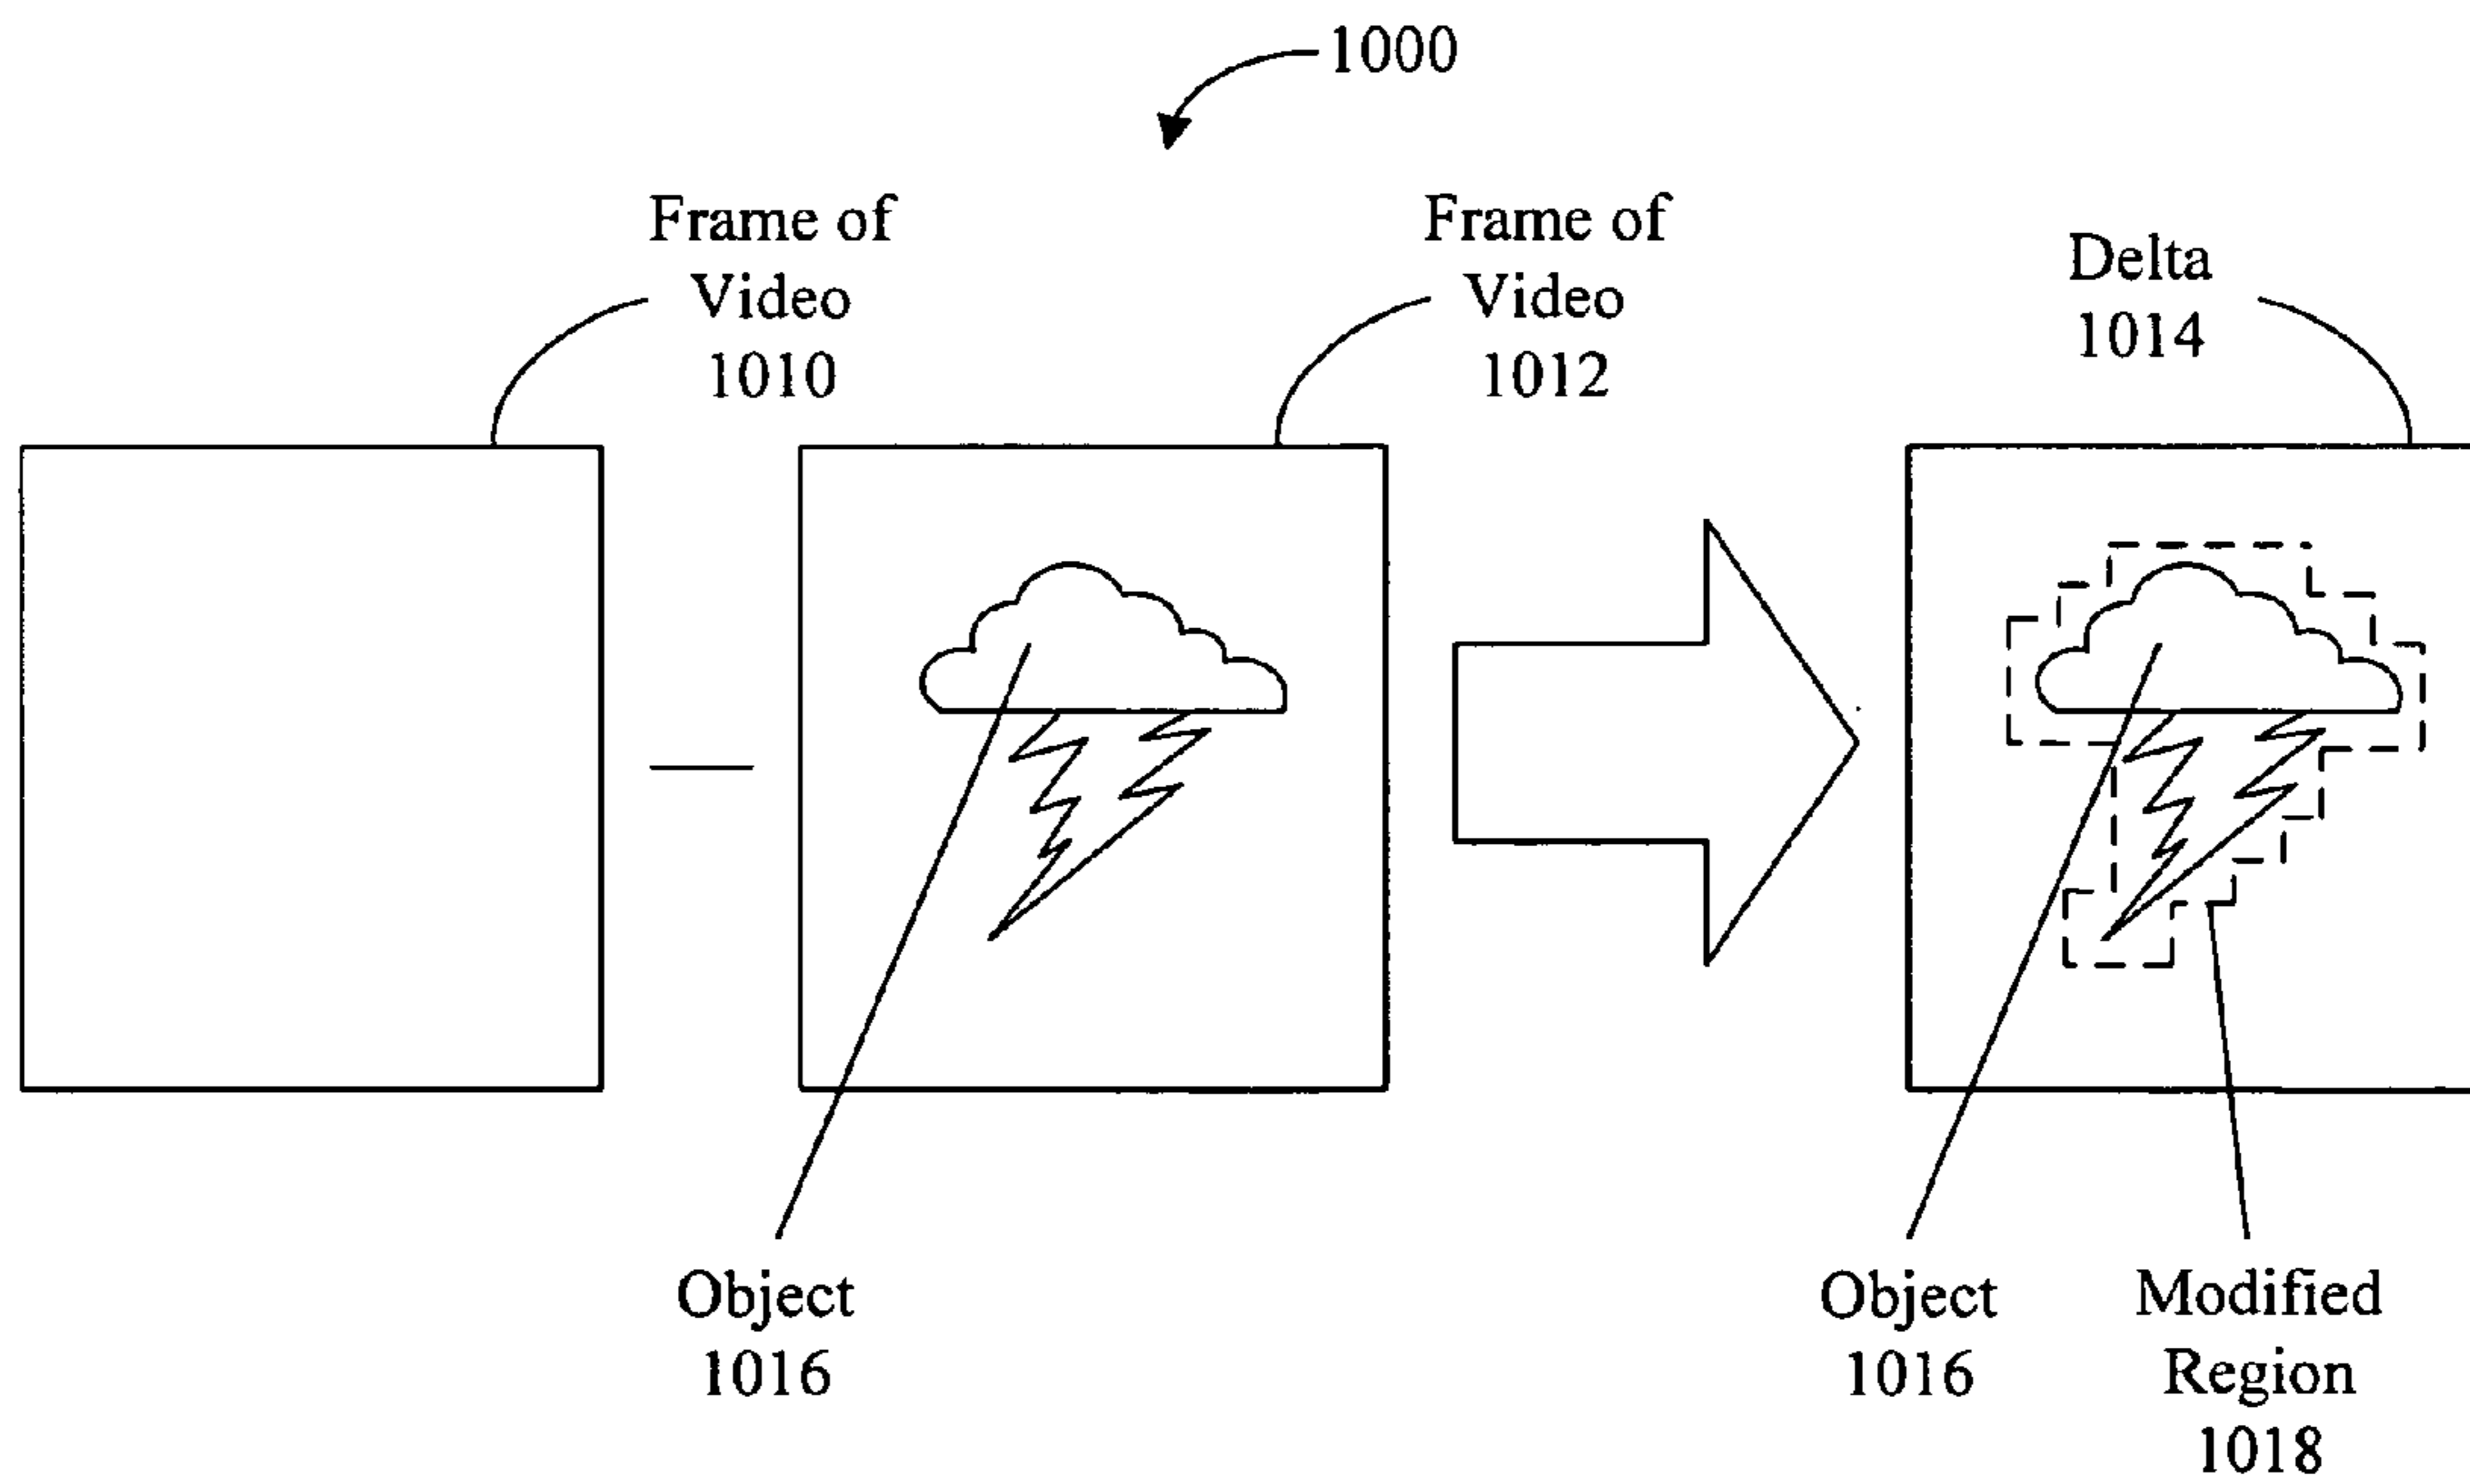 1000
Frame of
Video
1010
Frame of
Video
1012
Delta
1014
Object
1016
Object
1016
Modified
Region
1018